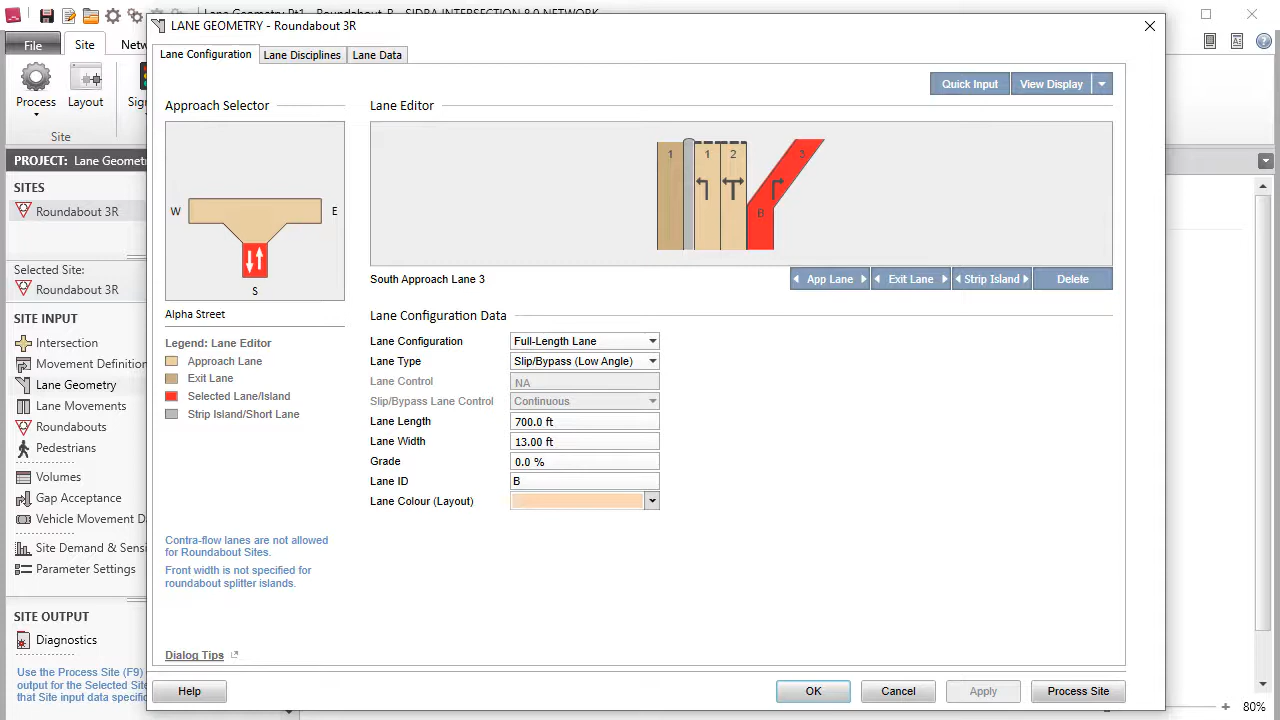 LANE GEOMETRY - Roundabout 3R
File
Site
Netw
Lane Configuration
Lane Disciplines
Lane Data
Process
Layout
Sign
Site
Quick Input
View Display
Approach Selector
Lane Editor
W
E
S
1
1
2
3
B
PROJECT: Lane Geometr
SITES
Roundabout 3R
Selected Site:
Roundabout 3R
South Approach Lane 3
App Lane
Exit Lane
Strip Island
Delete
Alpha Street
Legend: Lane Editor
Approach Lane
Exit Lane
Selected Lane/Island
Strip Island/Short Lane
SITE INPUT
Intersection
Movement Definition
Lane Geometry
Lane Movements
Roundabouts
Pedestrians
Volumes
Gap Acceptance
Vehicle Movement D
Site Demand & Sensi
Parameter Settings
Lane Configuration Data
Lane Configuration
Full-Length Lane
Lane Type
Slip/Bypass (Low Angle)
Lane Control
NA
Slip/Bypass Lane Control
Continuous
Lane Length
700.0 ft
Lane Width
13.00 ft
Grade
0.0 %
Lane ID
B
Lane Colour (Layout)
Contra-flow lanes are not allowed
for Roundabout Sites.
Front width is not specified for
roundabout splitter islands.
SITE OUTPUT
Diagnostics
Use the Process Site (F9)
output for the Selected Sit
that Site input data specifi
Dialog Tips
Help
OK
Cancel
Apply
Process Site
80%